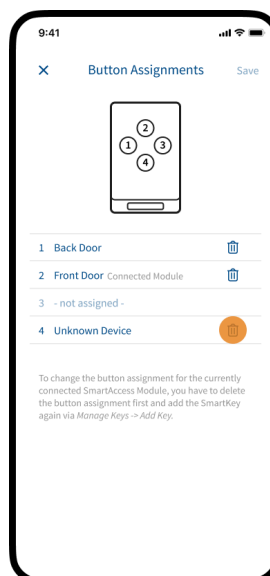 9:41
Button Assignments Save
2
1 3
4
1 Back Door
2 Front Door Connected Module
3 - not assigned -
4 Unknown Device
To change the button assignment for the currently
connected SmartAccess Module, you have to delete
the button assignment first and add the SmartKey
again via Manage Keys -> Add Key.